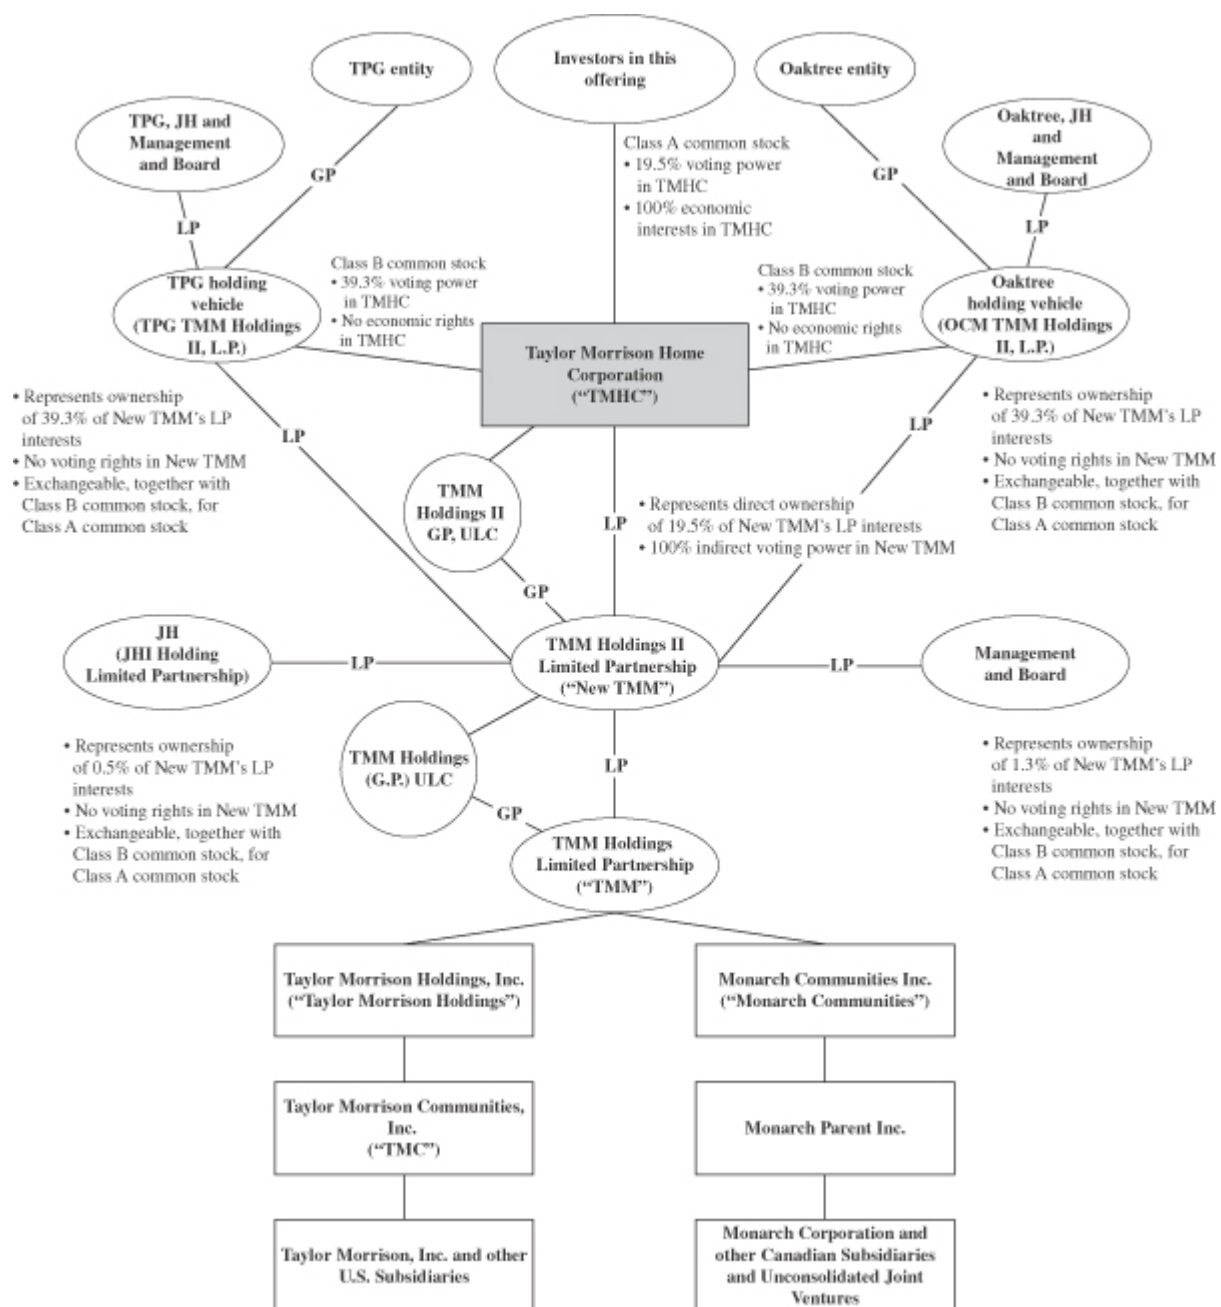 TPG entity
Investors in this
offering
Oaktree entity
TPG, JH and
Management
and Board
Oaktree, JH
and
Management
and Board
GP
Class A common stock
• 19.5% voting power
in TMHC
• 100% economic
interests in TMHC
GP
LP
LP
TPG holding
vehicle
(TPG TMM Holdings
II, L.P.)
Class B common stock
• 39.3% voting power
in TMHC
• No economic rights
in TMHC
Class B common stock
• 39.3% voting power
in TMHC
• No economic rights
in TMHC
Oaktree
holding vehicle
(OCM TMM Holdings
II, L.P.)
Taylor Morrison Home
Corporation
(“TMHC”)
• Represents ownership
of 39.3% of New TMM’s LP
interests
• No voting rights in New TMM
• Exchangeable, together with
Class B common stock, for
Class A common stock
LP
LP
• Represents ownership
of 39.3% of New TMM’s LP
interests
• No voting rights in New TMM
• Exchangeable, together with
Class B common stock, for
Class A common stock
TMM
Holdings II
GP, ULC
LP
• Represents direct ownership
of 19.5% of New TMM’s LP interests
• 100% indirect voting power in New TMM
GP
JH
(JHI Holding
Limited Partnership)
LP
TMM Holdings II
Limited Partnership
(“New TMM”)
LP
Management
and Board
• Represents ownership
of 0.5% of New TMM’s LP
interests
• No voting rights in New TMM
• Exchangeable, together with
Class B common stock, for
Class A common stock
TMM Holdings
(G.P.) ULC
LP
GP
• Represents ownership
of 1.3% of New TMM’s LP
interests
• No voting rights in New TMM
• Exchangeable, together with
Class B common stock, for
Class A common stock
TMM Holdings
Limited Partnership
(“TMM”)
Taylor Morrison Holdings, Inc.
(“Taylor Morrison Holdings”)
Monarch Communities Inc.
(“Monarch Communities”)
Taylor Morrison Communities,
Inc.
(“TMC”)
Monarch Parent Inc.
Taylor Morrison, Inc. and other
U.S. Subsidiaries
Monarch Corporation and
other Canadian Subsidiaries
and Unconsolidated Joint
Ventures